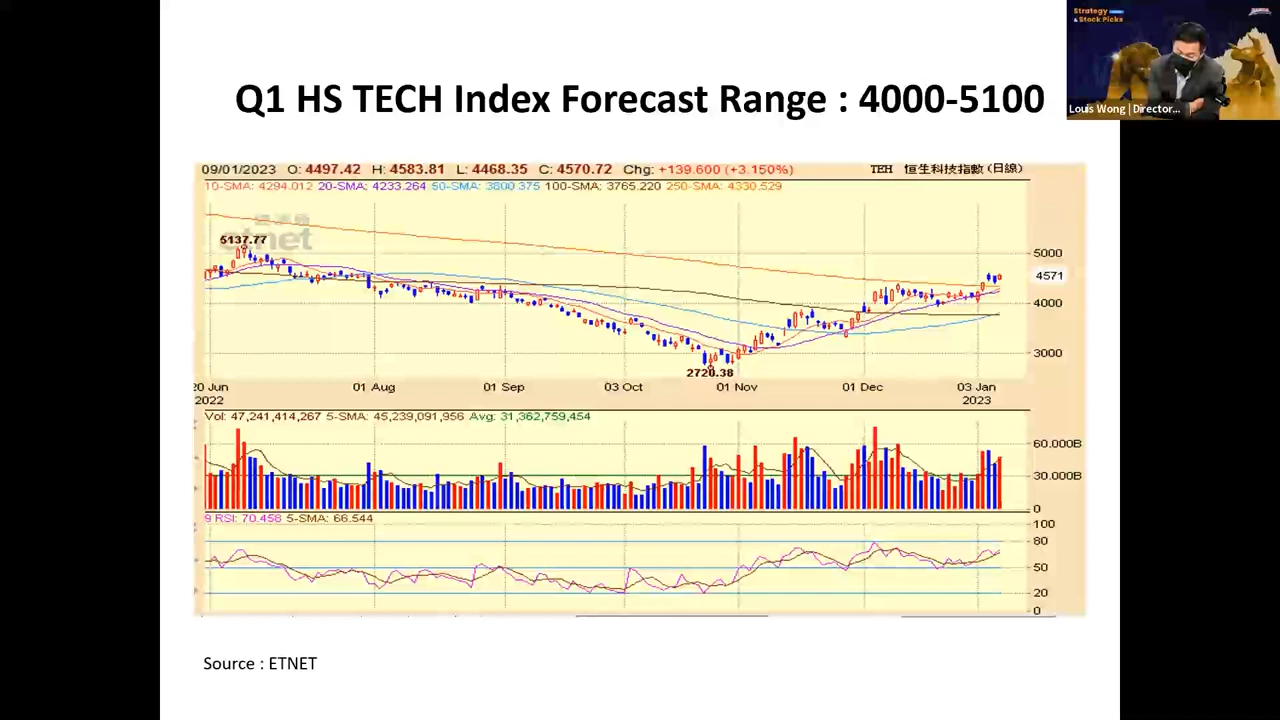 Strategy
& Stock Picks
Louis Wong | Director...
Q1 HS TECH Index Forecast Range : 4000-5100
09/01/2023 O: 4497.42 H: 4583.81 L: 4468.35 C: 4570.72 Chg: +139.600 (+3.150%) TEH 恒生科技指數 (日線)
10-SMA: 4294.012 20-SMA: 4233.264 50-SMA: 3800.375 100-SMA: 3765.220 250-SMA: 4330.529
etnet
5137.77
5000
4571
4000
3000
2720.38
20 Jun 01 Aug 01 Sep 03 Oct 01 Nov 01 Dec 03 Jan
2022 2023
Vol: 47,241,414,267 5-SMA: 45,239,091,956 Avg: 31,362,759,454
60.000B
30.000B
0
9 RSI: 70.458 5-SMA: 66.544
100
80
50
20
0
Source : ETNET